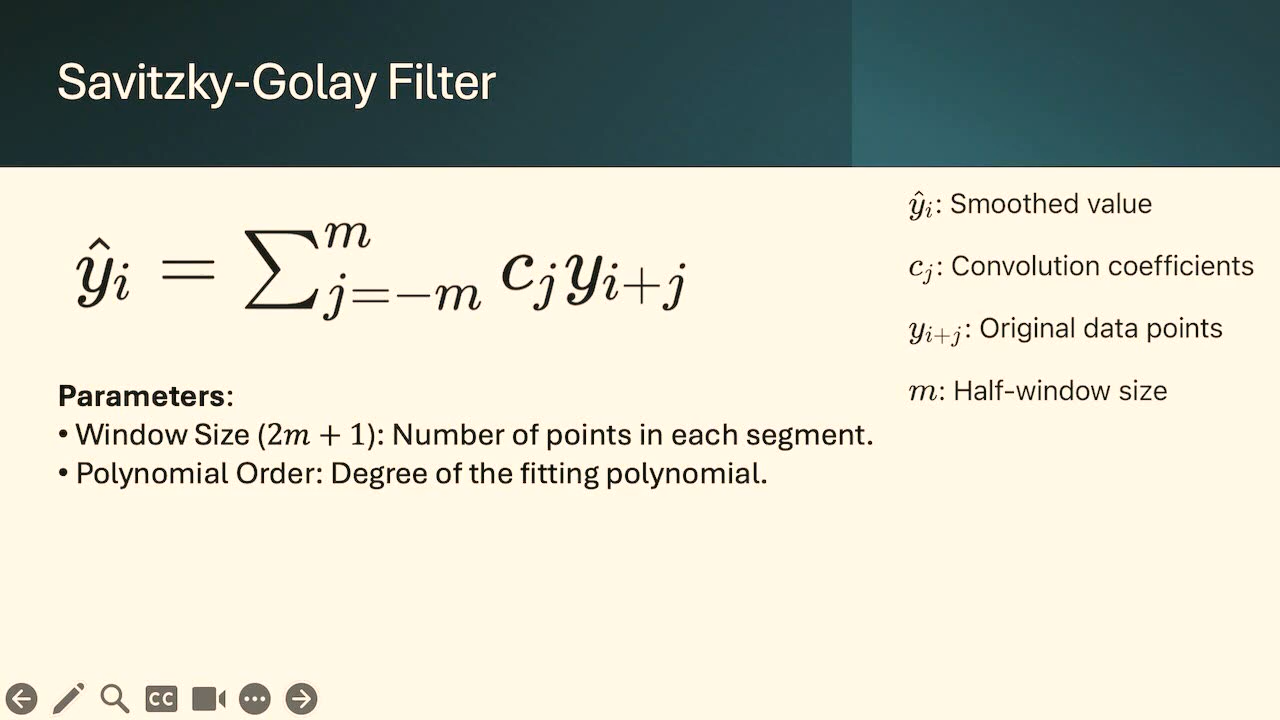 Savitzky-Golay Filter
ŷᵢ = ∑ᵐⱼ₌₋ₘ cⱼyᵢ₊ⱼ
Parameters:
• Window Size (2m + 1): Number of points in each segment.
• Polynomial Order: Degree of the fitting polynomial.
ŷᵢ: Smoothed value
cⱼ: Convolution coefficients
yᵢ₊ⱼ: Original data points
m: Half-window size
CC